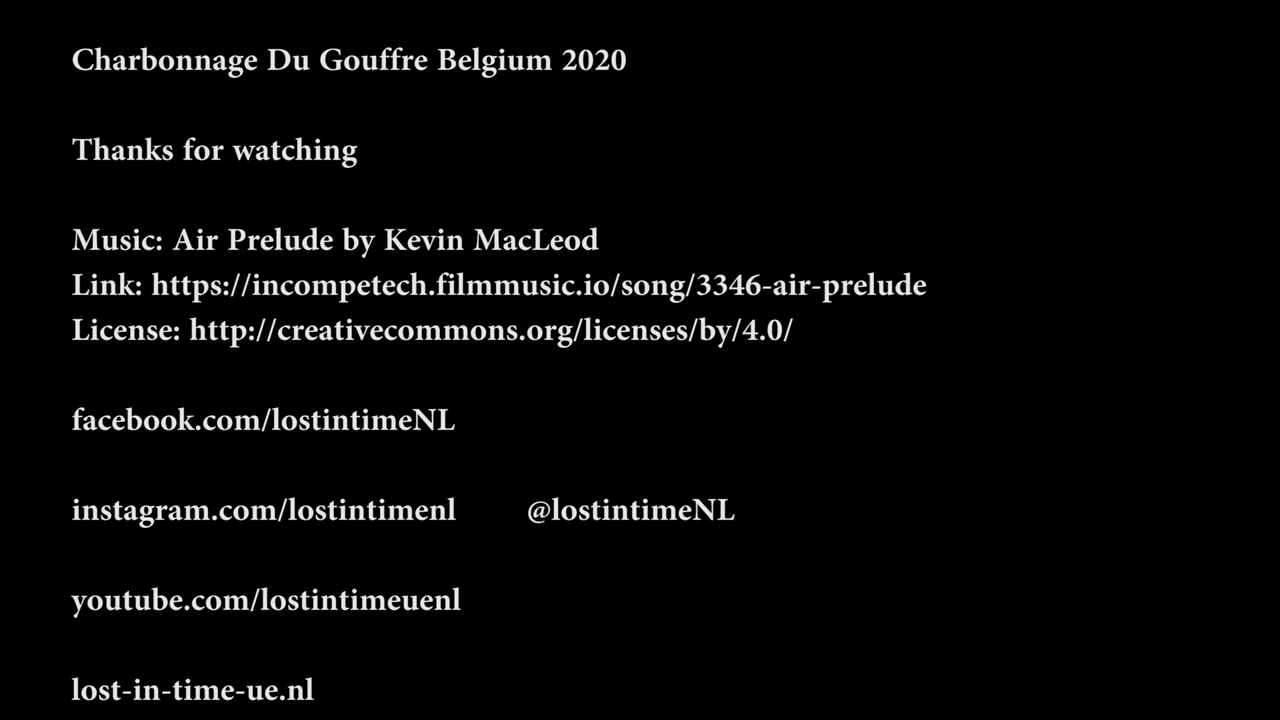 Charbonnage Du Gouffre Belgium 2020
Thanks for watching
Music: Air Prelude by Kevin MacLeod
Link: https://incompetech.filmmusic.io/song/3346-air-prelude
License: http://creativecommons.org/licenses/by/4.0/
facebook.com/lostintimeNL
instagram.com/lostintimenl @lostintimeNL
youtube.com/lostintimeuenl
lost-in-time-ue.nl